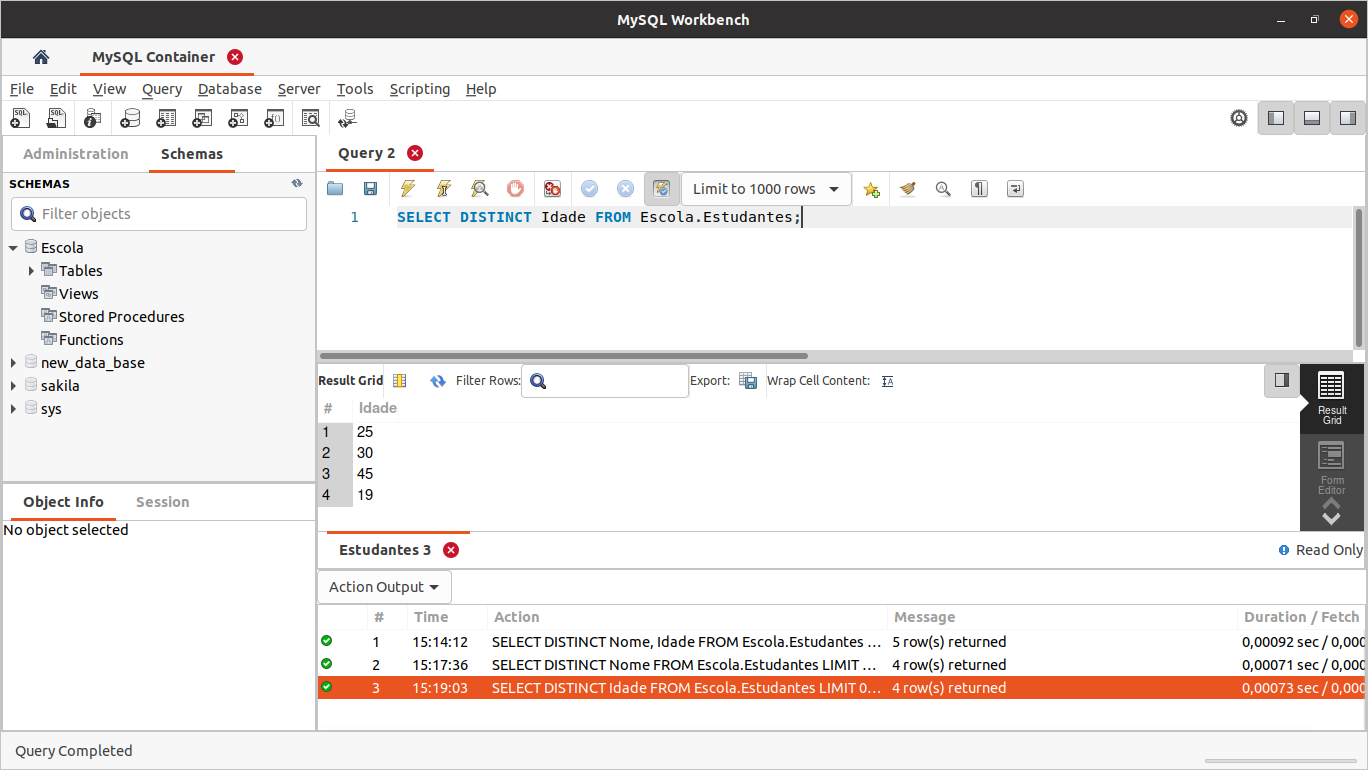 MySQL Workbench
MySQL Container
File Edit View Query Database Server Tools Scripting Help
Administration Schemas
SCHEMAS
Filter objects
Escola
Tables
Views
Stored Procedures
Functions
new_data_base
sakila
sys
Object Info Session
No object selected
Query 2
Limit to 1000 rows
1 SELECT DISTINCT Idade FROM Escola.Estudantes;
Result Grid Filter Rows: Export: Wrap Cell Content:
# Idade
1 25
2 30
3 45
4 19
Result
Grid
Form
Editor
Estudantes 3 Read Only
Action Output
# Time Action Message Duration / Fetch
1 15:14:12 SELECT DISTINCT Nome, Idade FROM Escola.Estudantes ... 5 row(s) returned 0,00092 sec / 0,000
2 15:17:36 SELECT DISTINCT Nome FROM Escola.Estudantes LIMIT ... 4 row(s) returned 0,00071 sec / 0,000
3 15:19:03 SELECT DISTINCT Idade FROM Escola.Estudantes LIMIT 0... 4 row(s) returned 0,00073 sec / 0,000
Query Completed